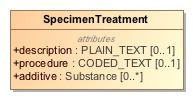 SpecimenTreatment
attributes
+description : PLAIN_TEXT [0..1]
+procedure : CODED_TEXT [0..1]
+additive : Substance [0..*]